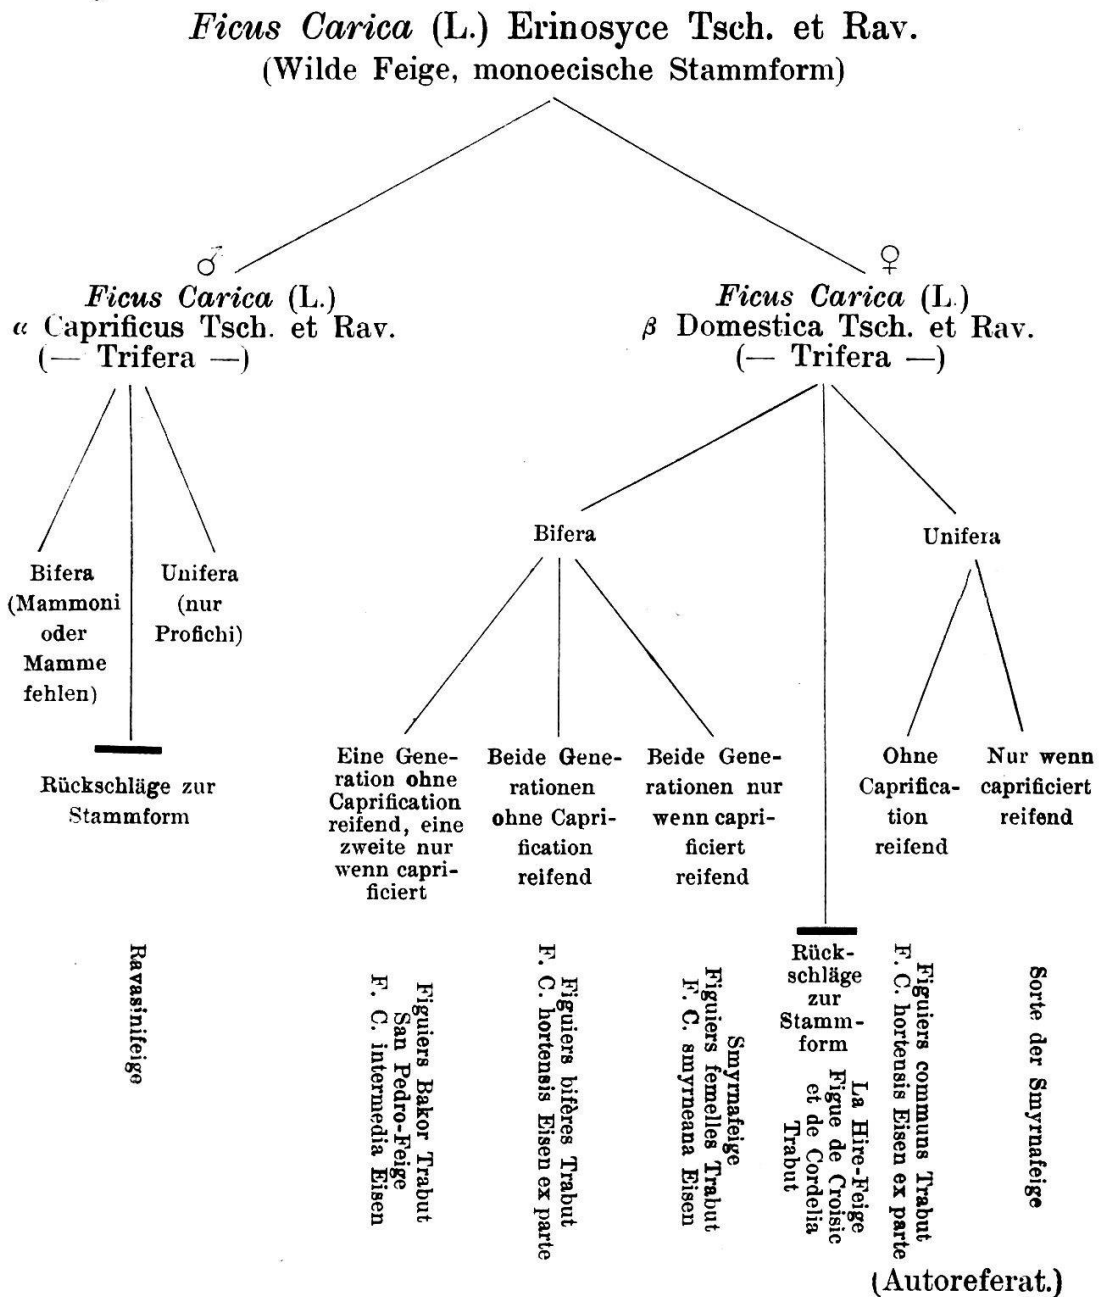 Ficus Carica (L.) Erinosyce Tsch. et Rav.
(Wilde Feige, monoecische Stammform)
♂
Ficus Carica (L.)
α Caprificus Tsch. et Rav.
(— Trifera —)
♀
Ficus Carica (L.)
β Domestica Tsch. et Rav.
(— Trifera —)
Bifera
(Mammoni
oder
Mamme
fehlen)
Unifera
(nur
Profichi)
Rückschläge zur
Stammform
Ravasinifeige
Bifera
Unifera
Eine Gene-
ration ohne
Caprification
reifend, eine
zweite nur
wenn capri-
ficiert
Figuiers Bakor Trabut
San Pedro-Feige
F. C. intermedia Eisen
Beide Gene-
rationen
ohne Capri-
fication
reifend
Figuiers bifères Trabut
F. C. hortensis Eisen ex parte
Beide Gene-
rationen nur
wenn capri-
ficiert
reifend
Smyrnafeige
Figuiers femelles Trabut
F. C. smyrneana Eisen
Rück-
schläge
zur
Stamm-
form
La Hire-Feige
Figue de Croisic
et de Cordelia
Trabut
Ohne
Caprifica-
tion
reifend
Figuiers communs Trabut
F. C. hortensis Eisen ex parte
Nur wenn
caprificiert
reifend
Sorte der Smyrnafeige
(Autoreferat.)